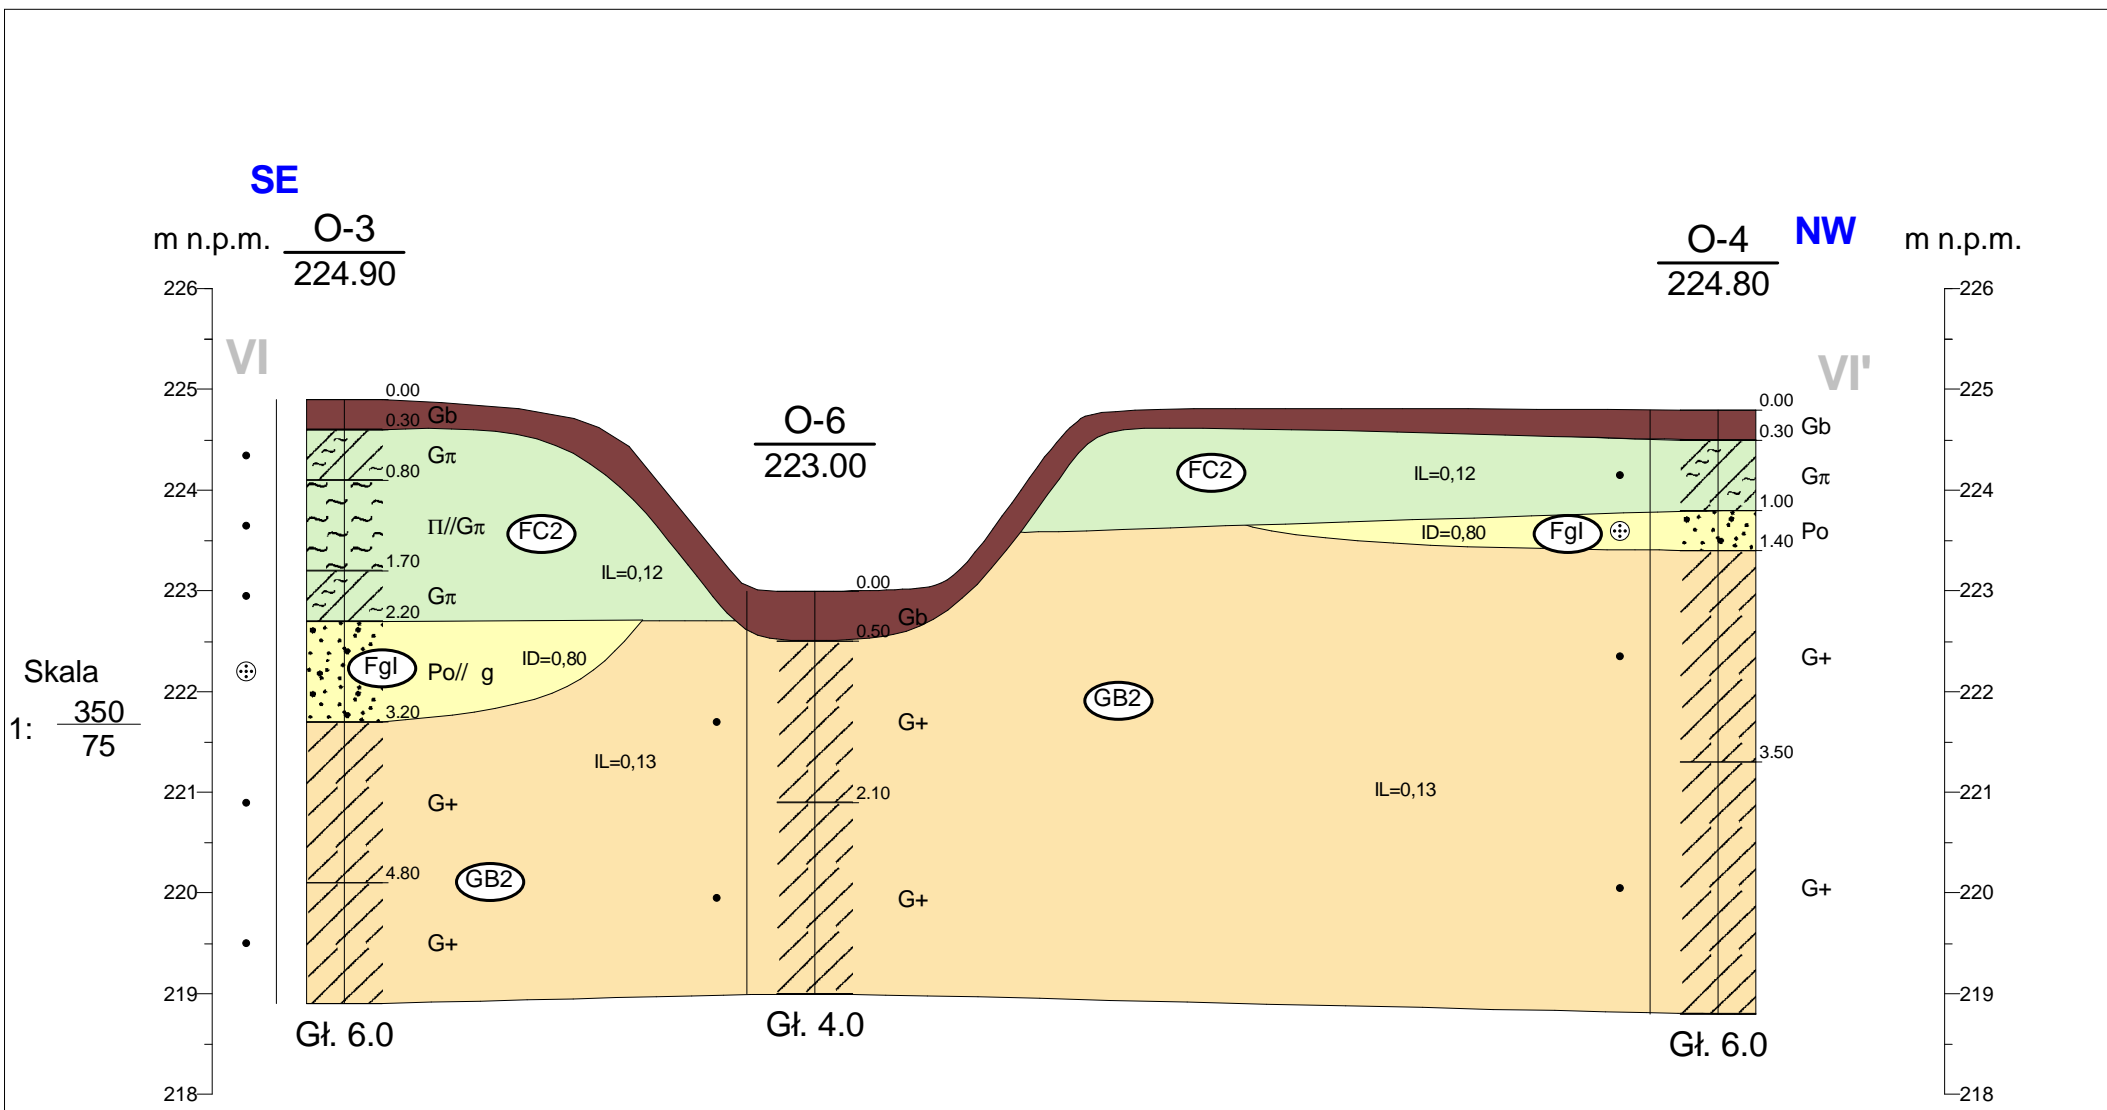 SE
NW
m n.p.m.
O-3
224.90
O-4
224.80
m n.p.m.
226
226
VI
VI'
225
225
0.00
0.30
Gb
O-6
223.00
0.00
0.30
Gb
Gπ
0.80
FC2
IL=0,12
Gπ
224
224
1.00
Π//Gπ
FC2
ID=0,80
FgI
Po
1.40
1.70
IL=0,12
223
223
0.00
Gπ
2.20
Gb
0.50
FgI
Po// g
ID=0,80
G+
Skala
1: 350
75
222
222
GB2
3.20
G+
3.50
IL=0,13
221
221
2.10
IL=0,13
G+
4.80
GB2
220
220
G+
G+
G+
219
219
Gł. 6.0
Gł. 4.0
Gł. 6.0
218
218